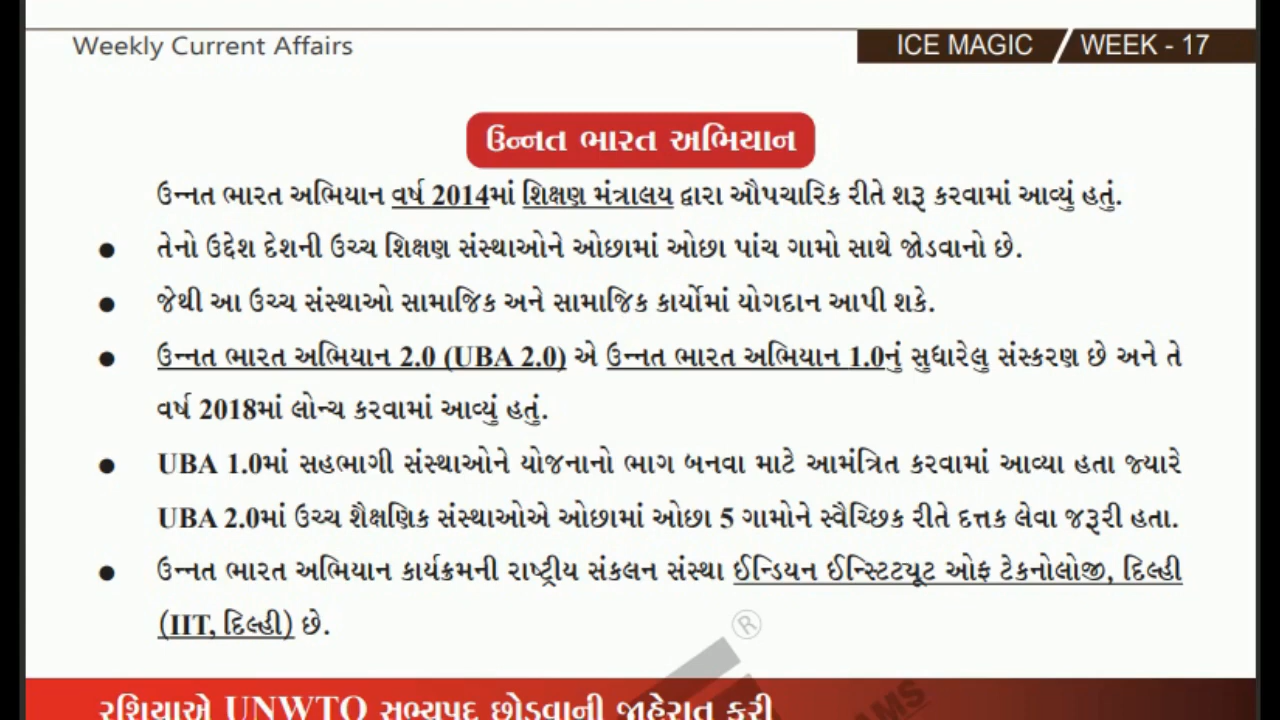 Weekly Current Affairs
ICE MAGIC / WEEK - 17
ઉન્નત ભારત અભિયાન
ઉન્નત ભારત અભિયાન વર્ષ 2014માં શિક્ષણ મંત્રાલય દ્વારા ઔપચારિક રીતે શરૂ કરવામાં આવ્યું હતું.
● તેનો ઉદ્દેશ દેશની ઉચ્ચ શિક્ષણ સંસ્થાઓને ઓછામાં ઓછા પાંચ ગામો સાથે જોડવાનો છે.
● જેથી આ ઉચ્ચ સંસ્થાઓ સામાજિક અને સામાજિક કાર્યોમાં યોગદાન આપી શકે.
● ઉન્નત ભારત અભિયાન 2.0 (UBA 2.0) એ ઉન્નત ભારત અભિયાન 1.0નું સુધારેલુ સંસ્કરણ છે અને તે
વર્ષ 2018માં લોન્ચ કરવામાં આવ્યું હતું.
● UBA 1.0માં સહભાગી સંસ્થાઓને યોજનાનો ભાગ બનવા માટે આમંત્રિત કરવામાં આવ્યા હતા જ્યારે
UBA 2.0માં ઉચ્ચ શૈક્ષણિક સંસ્થાઓએ ઓછામાં ઓછા 5 ગામોને સ્વૈચ્છિક રીતે દત્તક લેવા જરૂરી હતા.
● ઉન્નત ભારત અભિયાન કાર્યક્રમની રાષ્ટ્રીય સંકલન સંસ્થા ઈન્ડિયન ઈન્સ્ટિટયૂટ ઓફ ટેકનોલોજી, દિલ્હી
(IIT, દિલ્હી) છે.
®
રશિયાએ UNWTO સભ્યપદ છોડવાની જાહેરાત કરી